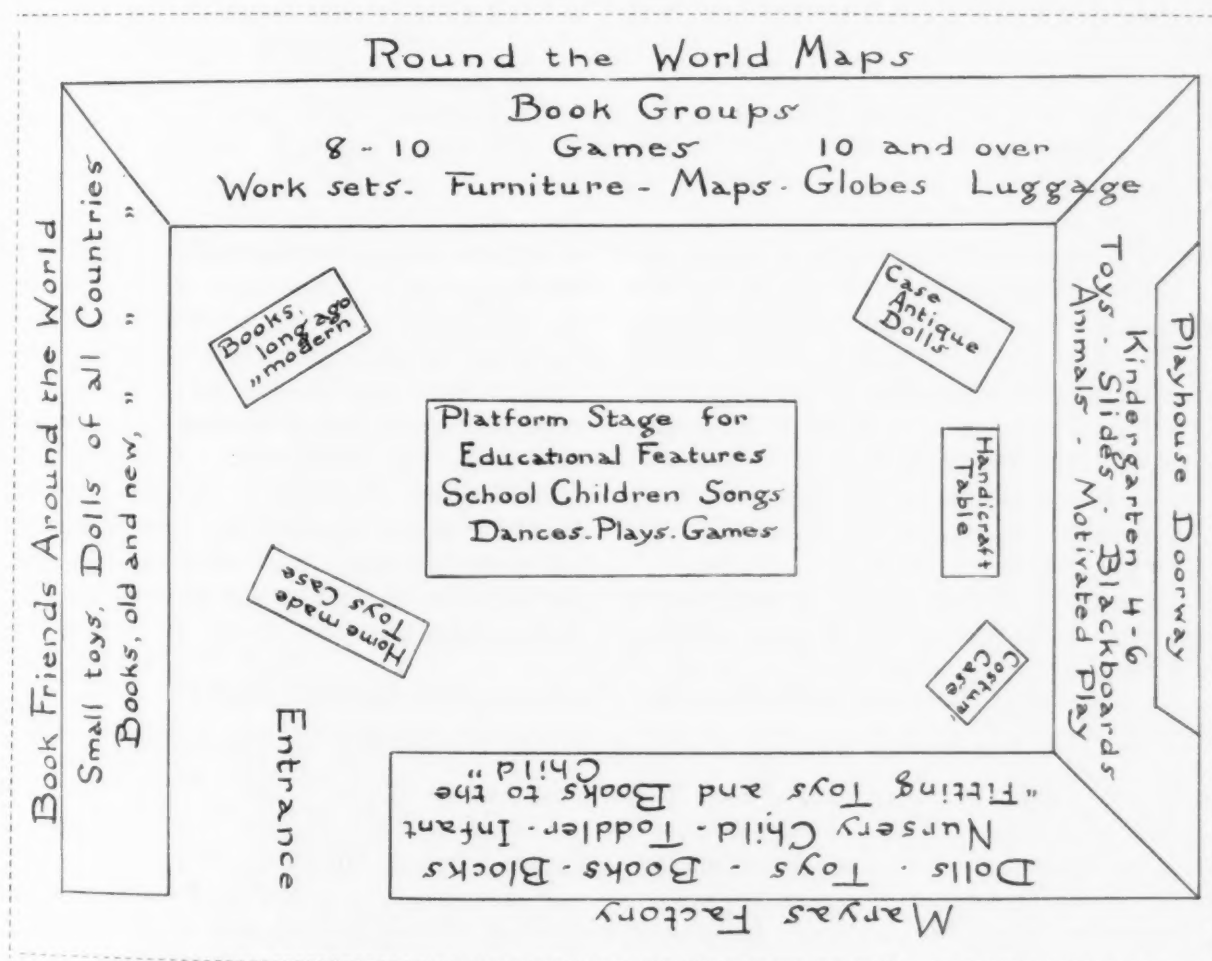 Round the World Maps
Book Groups
8 - 10 Games 10 and over
Work sets - Furniture - Maps - Globes Luggage
Book Friends Around the World
Small toys, Dolls of all Countries
Books, old and new, " " " "
Books,
long ago
" modern
Case
Antique
Dolls
Platform Stage for
Educational Features
School Children Songs
Dances - Plays - Games
Handicraft
Table
Home made
Toys Case
Costum"
Case
Playhouse Doorway
Kindergarten 4-6
Toys - Slides - Blackboards
Animals - Motivated Play
Entrance
"Fitting Toys and Books to the
Child"
Nursery Child - Toddler - Infant
Dolls - Toys - Books - Blocks
Maryas Factory